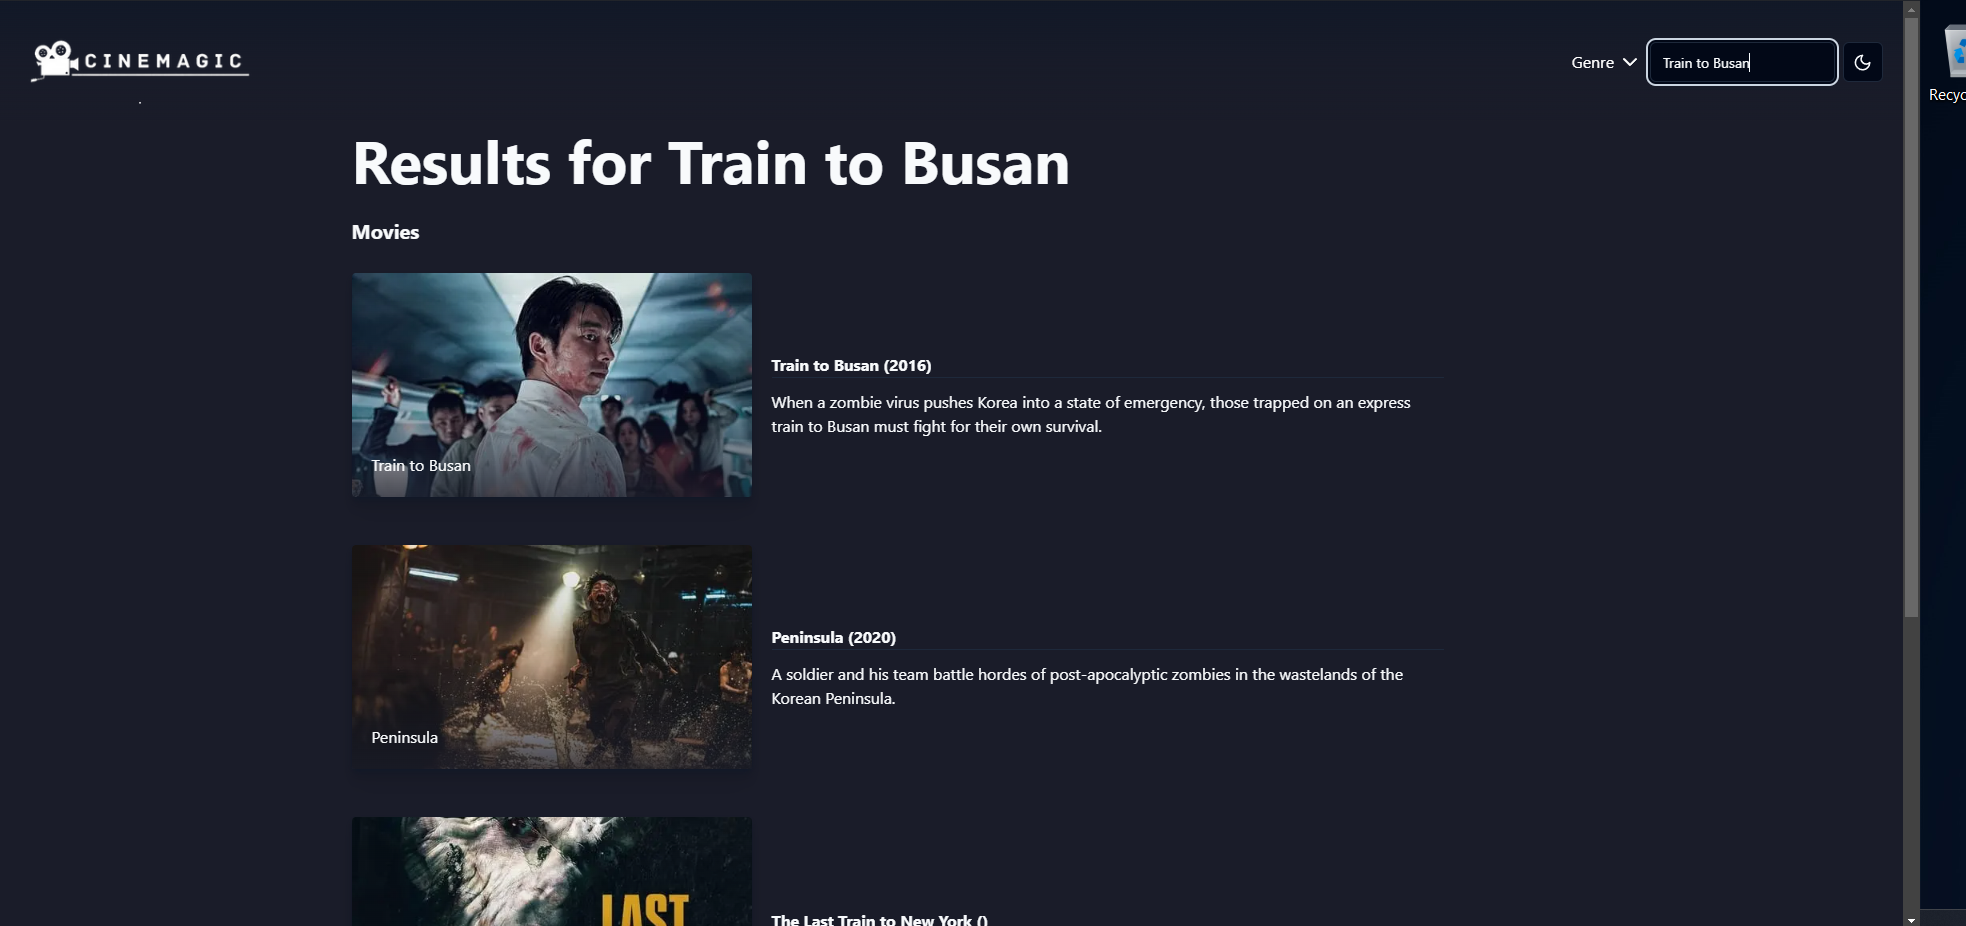 CINEMAGIC
Genre
Train to Busan
Recyc
Results for Train to Busan
Movies
Train to Busan
Train to Busan (2016)
When a zombie virus pushes Korea into a state of emergency, those trapped on an express
train to Busan must fight for their own survival.
Peninsula
Peninsula (2020)
A soldier and his team battle hordes of post-apocalyptic zombies in the wastelands of the
Korean Peninsula.
LAST
The Last Train to New York ()